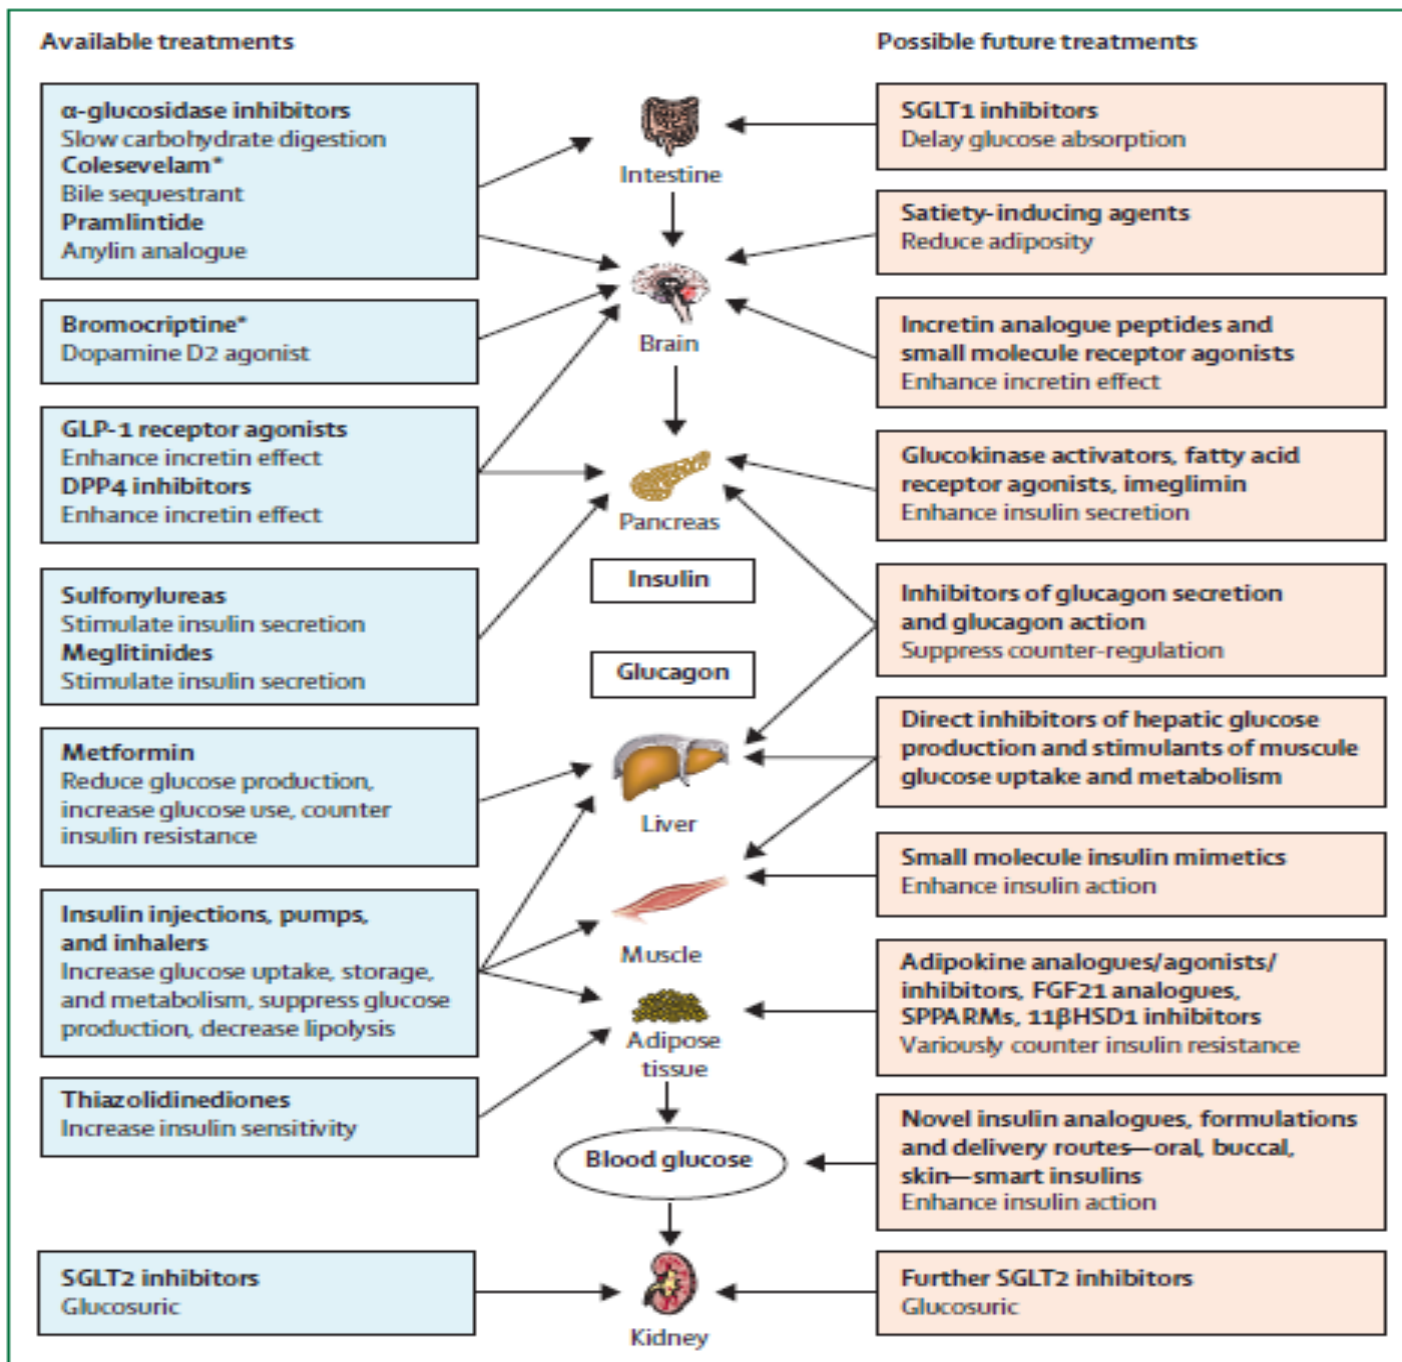 Available treatments
α-glucosidase inhibitors
Slow carbohydrate digestion
Colesevelam*
Bile sequestrant
Pramlintide
Anylin analogue
Bromocriptine*
Dopamine D2 agonist
GLP-1 receptor agonists
Enhance incretin effect
DPP4 inhibitors
Enhance incretin effect
Sulfonylureas
Stimulate insulin secretion
Meglitinides
Stimulate insulin secretion
Metformin
Reduce glucose production,
increase glucose use, counter
insulin resistance
Insulin injections, pumps,
and inhalers
Increase glucose uptake, storage,
and metabolism, suppress glucose
production, decrease lipolysis
Thiazolidinediones
Increase insulin sensitivity
SGLT2 inhibitors
Glucosuric
Intestine
Brain
Pancreas
Insulin
Glucagon
Liver
Muscle
Adipose
tissue
Blood glucose
Kidney
Possible future treatments
SGLT1 inhibitors
Delay glucose absorption
Satiety-inducing agents
Reduce adiposity
Incretin analogue peptides and
small molecule receptor agonists
Enhance incretin effect
Glucokinase activators, fatty acid
receptor agonists, imeglimin
Enhance insulin secretion
Inhibitors of glucagon secretion
and glucagon action
Suppress counter-regulation
Direct inhibitors of hepatic glucose
production and stimulants of muscule
glucose uptake and metabolism
Small molecule insulin mimetics
Enhance insulin action
Adipokine analogues/agonists/
inhibitors, FGF21 analogues,
SPPARMs, 11βHSD1 inhibitors
Variously counter insulin resistance
Novel insulin analogues, formulations
and delivery routes—oral, buccal,
skin—smart insulins
Enhance insulin action
Further SGLT2 inhibitors
Glucosuric